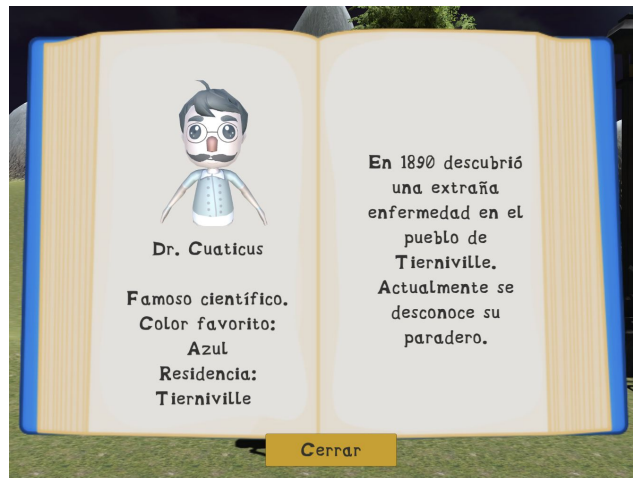 Dr. Cuaticus
Famoso científico.
Color favorito:
Azul
Residencia:
Tierniville
En 1890 descubrió
una extraña
enfermedad en el
pueblo de
Tierniville.
Actualmente se
desconoce su
paradero.
Cerrar